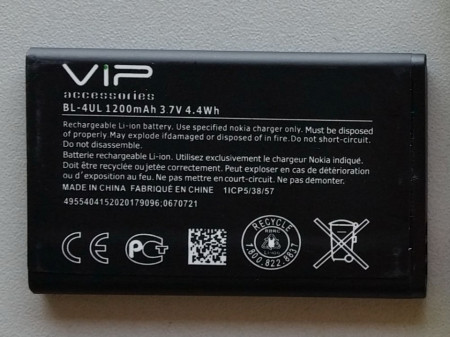 ViP
accessories
BL-4UL 1200mAh 3.7V 4.4Wh
Rechargeable Li-ion battery. Use specified nokia charger only. Must be disposed
of properly. May explode ifdamaged or disposed of in fire. Do not short-circuit.
Do not disassemble.
Batterie rechargeable Li-ion. Utilisez exclusivement le chargeur Nokia indiqué.
Doit être recyclée ou jetée correctement. Peut exploser en cas de détérioration
ou d'exposition au feu. Ne pas mettre en court-circuit. Ne pas démonter.
MADE IN CHINA FABRIQUÉ EN CHINE 1ICP5/38/57
4955404152020179096;0670721
CE
РСТ
RECYCLE
RBRC
Li-ion
1.800.822.8837